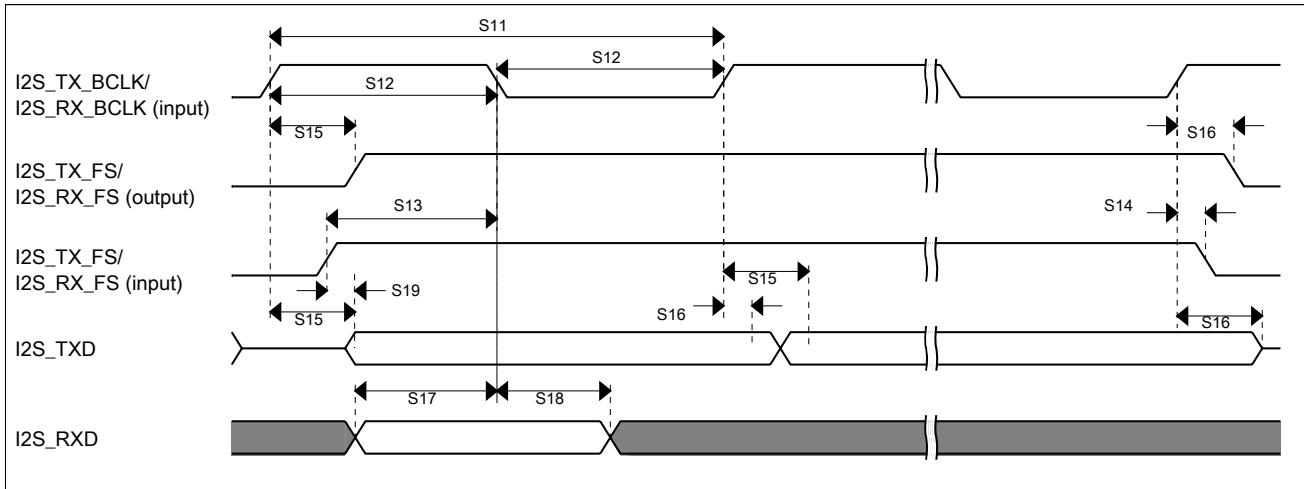 S11
I2S_TX_BCLK/
I2S_RX_BCLK (input)
S12
S12
S15
S16
I2S_TX_FS/
I2S_RX_FS (output)
S13
S14
I2S_TX_FS/
I2S_RX_FS (input)
S15
S19
S16
S15
S16
I2S_TXD
S17
S18
I2S_RXD